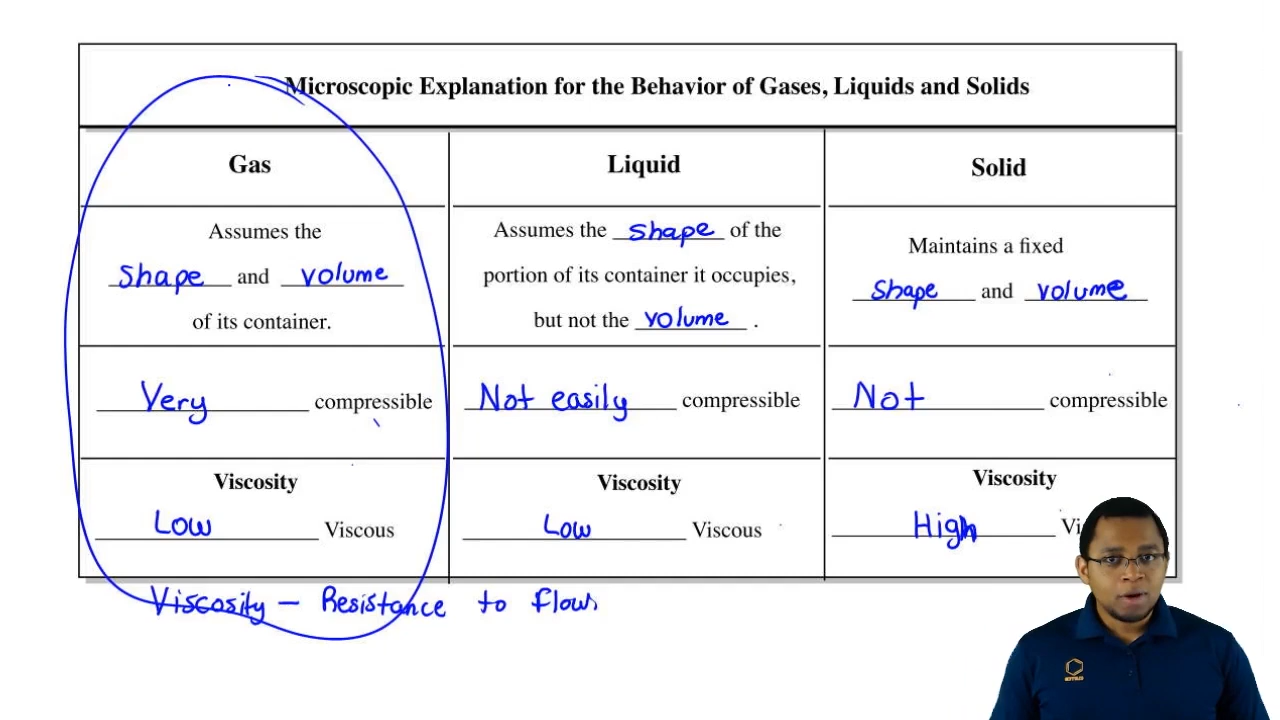 Microscopic Explanation for the Behavior of Gases, Liquids and Solids
Gas
Liquid
Solid
Assumes the
shape and volume
of its container.
Assumes the shape of the
portion of its container it occupies,
but not the volume .
Maintains a fixed
shape and volume
Very compressible
Not easily compressible
Not compressible
Viscosity
Low Viscous
Viscosity
Low Viscous
Viscosity
High
Viscosity – Resistance to flow